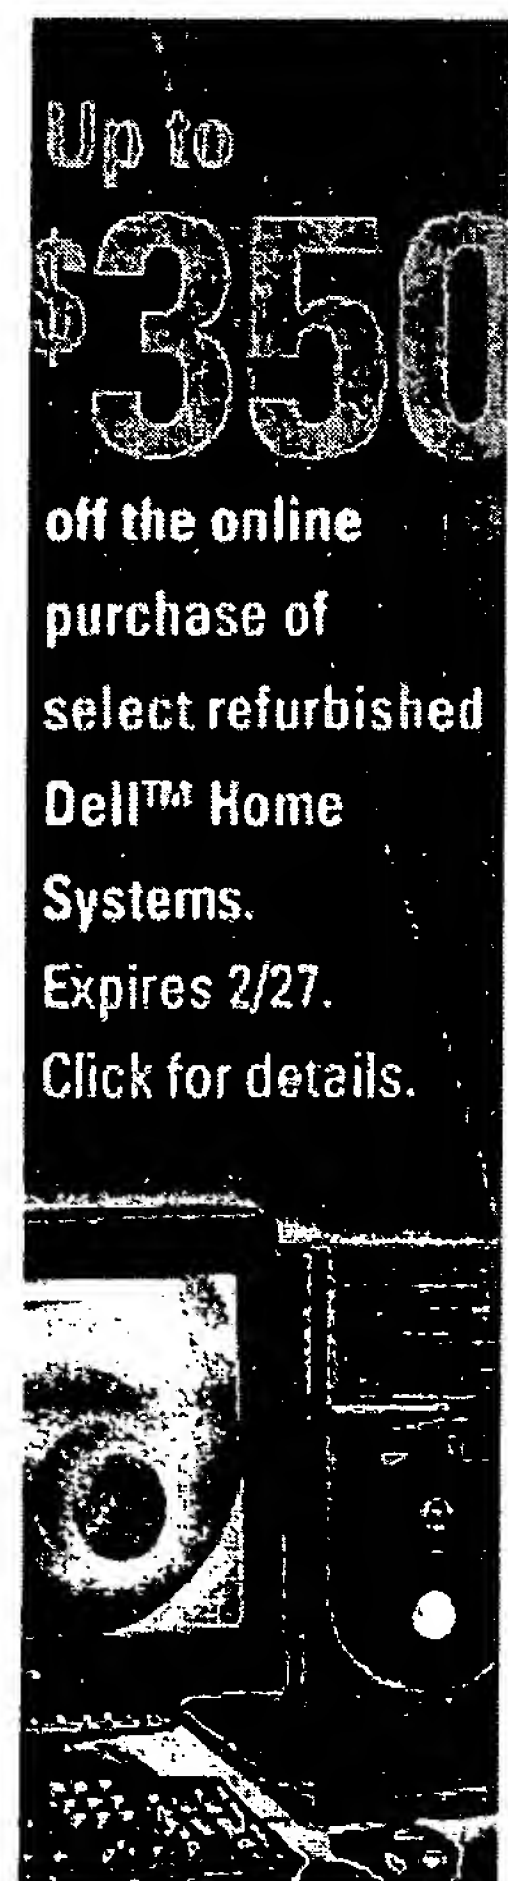 Up to
$350
off the online
purchase of
select refurbished
Dell™ Home
Systems.
Expires 2/27.
Click for details.